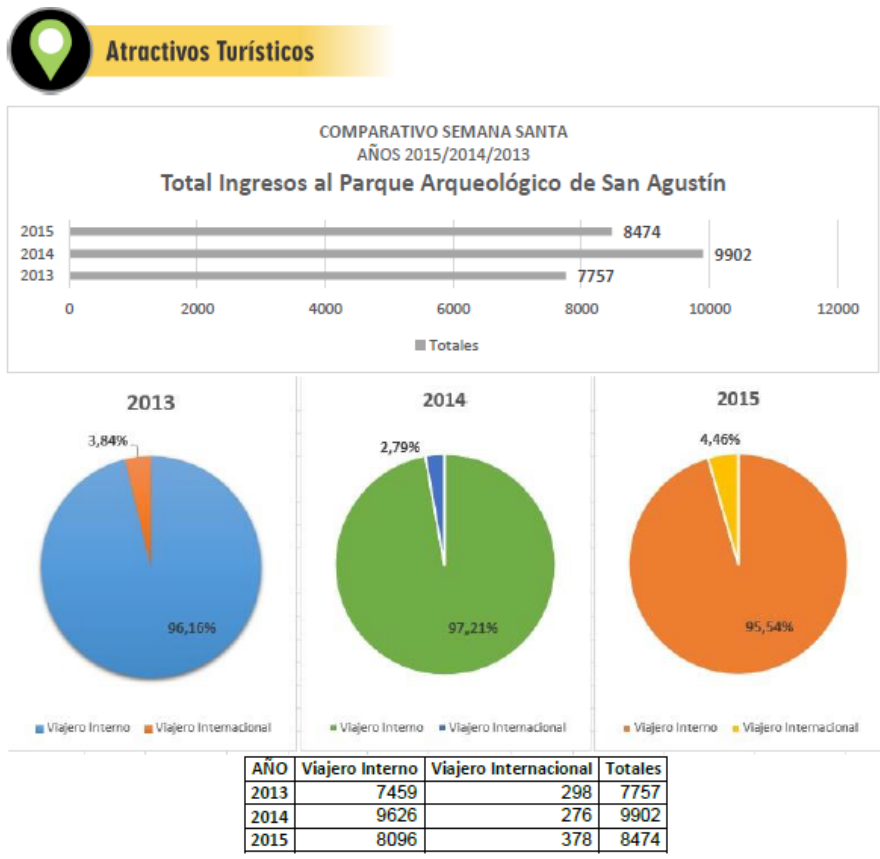 Atractivos Turísticos
COMPARATIVO SEMANA SANTA
AÑOS 2015/2014/2013
Total Ingresos al Parque Arqueológico de San Agustín
2015 8474
2014 9902
2013 7757
0 2000 4000 6000 8000 10000 12000
Totales
2013
3,84%
96,16%
Viajero Interno Viajero Internacional
2014
2,79%
97,21%
Viajero Interno Viajero Internacional
2015
4,46%
95,54%
Viajero Interno Viajero Internacional
AÑO Viajero Interno Viajero Internacional Totales
2013 7459 298 7757
2014 9626 276 9902
2015 8096 378 8474